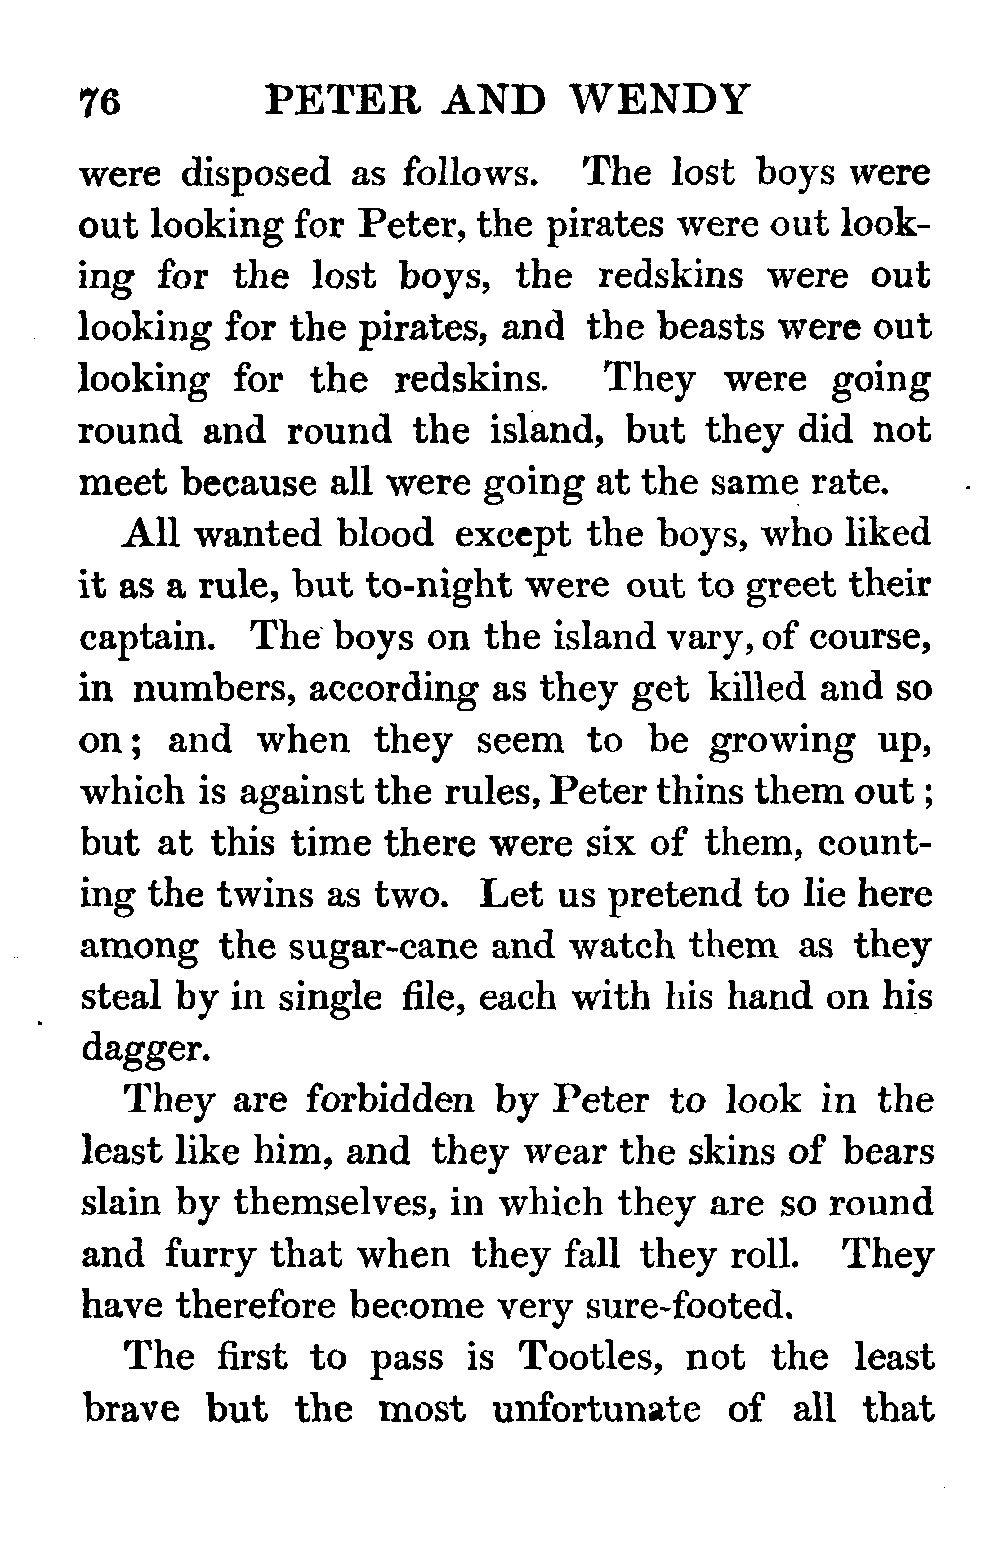 76 PETER AND WENDY
were disposed as follows. The lost boys were
out looking for Peter, the pirates were out look-
ing for the lost boys, the redskins were out
looking for the pirates, and the beasts were out
looking for the redskins. They were going
round and round the island, but they did not
meet because all were going at the same rate.
All wanted blood except the boys, who liked
it as a rule, but to-night were out to greet their
captain. The boys on the island vary, of course,
in numbers, according as they get killed and so
on; and when they seem to be growing up,
which is against the rules, Peter thins them out;
but at this time there were six of them, count-
ing the twins as two. Let us pretend to lie here
among the sugar-cane and watch them as they
steal by in single file, each with his hand on his
dagger.
They are forbidden by Peter to look in the
least like him, and they wear the skins of bears
slain by themselves, in which they are so round
and furry that when they fall they roll. They
have therefore become very sure-footed.
The first to pass is Tootles, not the least
brave but the most unfortunate of all that